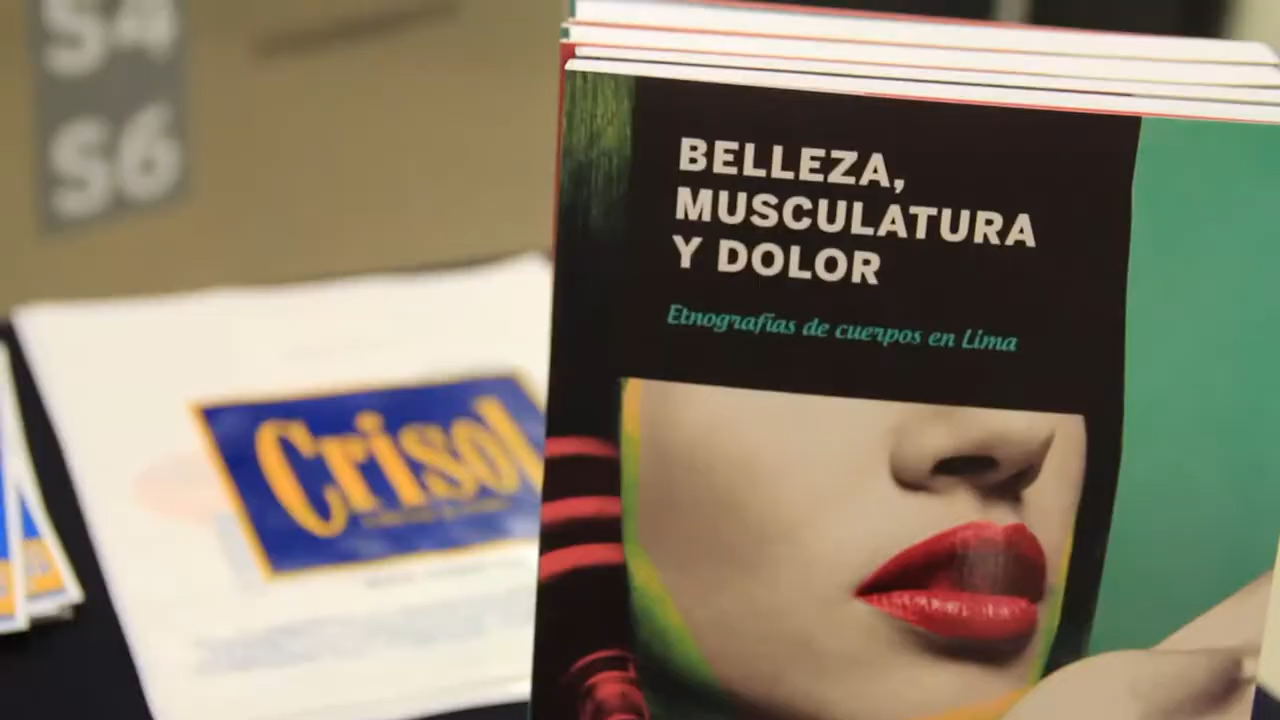 S4
S6
BELLEZA,
MUSCULATURA
Y DOLOR
Etnografías de cuerpos en Lima
Crisol